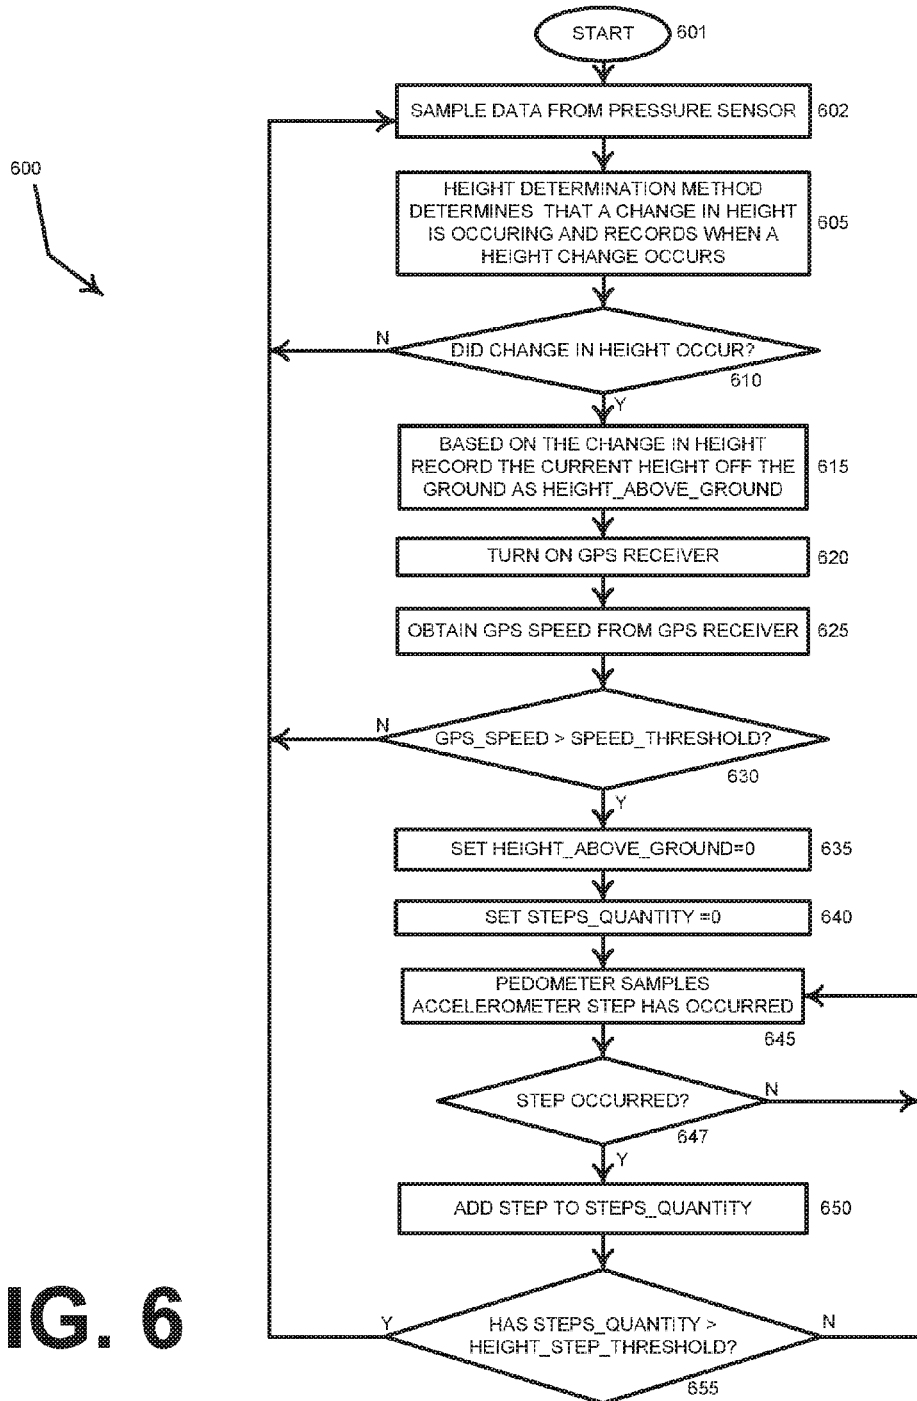 START
601
SAMPLE DATA FROM PRESSURE SENSOR
602
600
HEIGHT DETERMINATION METHOD
DETERMINES THAT A CHANGE IN HEIGHT
IS OCCURING AND RECORDS WHEN A
HEIGHT CHANGE OCCURS
605
N
DID CHANGE IN HEIGHT OCCUR?
610
Y
BASED ON THE CHANGE IN HEIGHT
RECORD THE CURRENT HEIGHT OFF THE
GROUND AS HEIGHT_ABOVE_GROUND
615
TURN ON GPS RECEIVER
620
OBTAIN GPS SPEED FROM GPS RECEIVER
625
N
GPS_SPEED > SPEED_THRESHOLD?
630
Y
SET HEIGHT_ABOVE_GROUND=0
635
SET STEPS_QUANTITY =0
640
PEDOMETER SAMPLES
ACCELEROMETER STEP HAS OCCURRED
645
STEP OCCURRED?
N
647
Y
ADD STEP TO STEPS_QUANTITY
650
Y
HAS STEPS_QUANTITY >
HEIGHT_STEP_THRESHOLD?
N
655
IG. 6